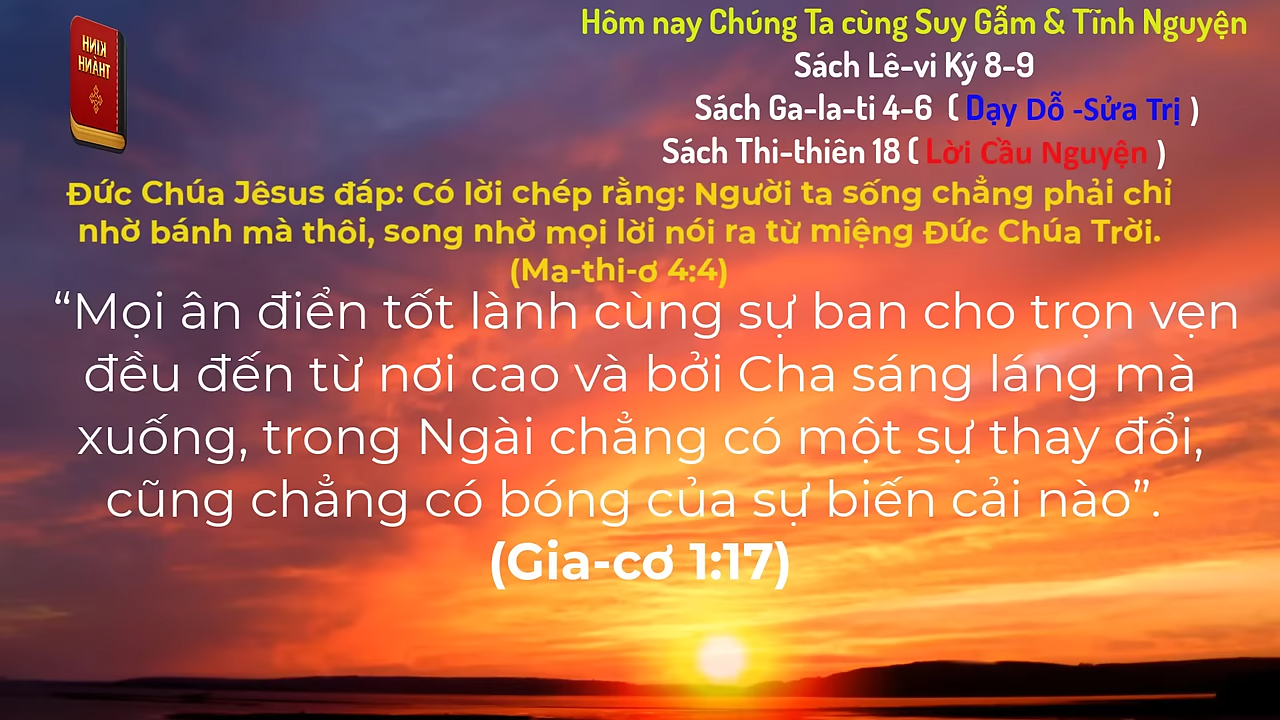 KINH
THÁNH
Hôm nay Chúng Ta cùng Suy Gẫm & Tĩnh Nguyện
Sách Lê-vi Ký 8-9
Sách Ga-la-ti 4-6 ( Dạy Dỗ -Sửa Trị )
Sách Thi-thiên 18 ( Lời Cầu Nguyện )
Đức Chúa Jêsus đáp: Có lời chép rằng: Người ta sống chẳng phải chỉ
nhờ bánh mà thôi, song nhờ mọi lời nói ra từ miệng Đức Chúa Trời.
(Ma-thi-ơ 4:4)
“Mọi ân điển tốt lành cùng sự ban cho trọn vẹn
đều đến từ nơi cao và bởi Cha sáng láng mà
xuống, trong Ngài chẳng có một sự thay đổi,
cũng chẳng có bóng của sự biến cải nào”.
(Gia-cơ 1:17)